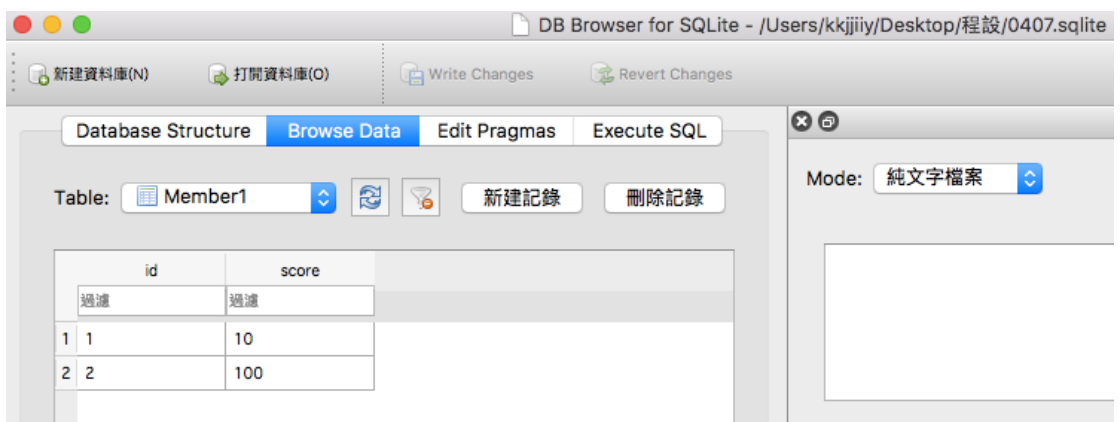 DB Browser for SQLite - /Users/kkjjiiy/Desktop/程設/0407.sqlite
新建資料庫(N) 打開資料庫(O) Write Changes Revert Changes
Database Structure Browse Data Edit Pragmas Execute SQL
Table: Member1 新建記錄 刪除記錄
Mode: 純文字檔案
id score
過濾 過濾
1 1 10
2 2 100